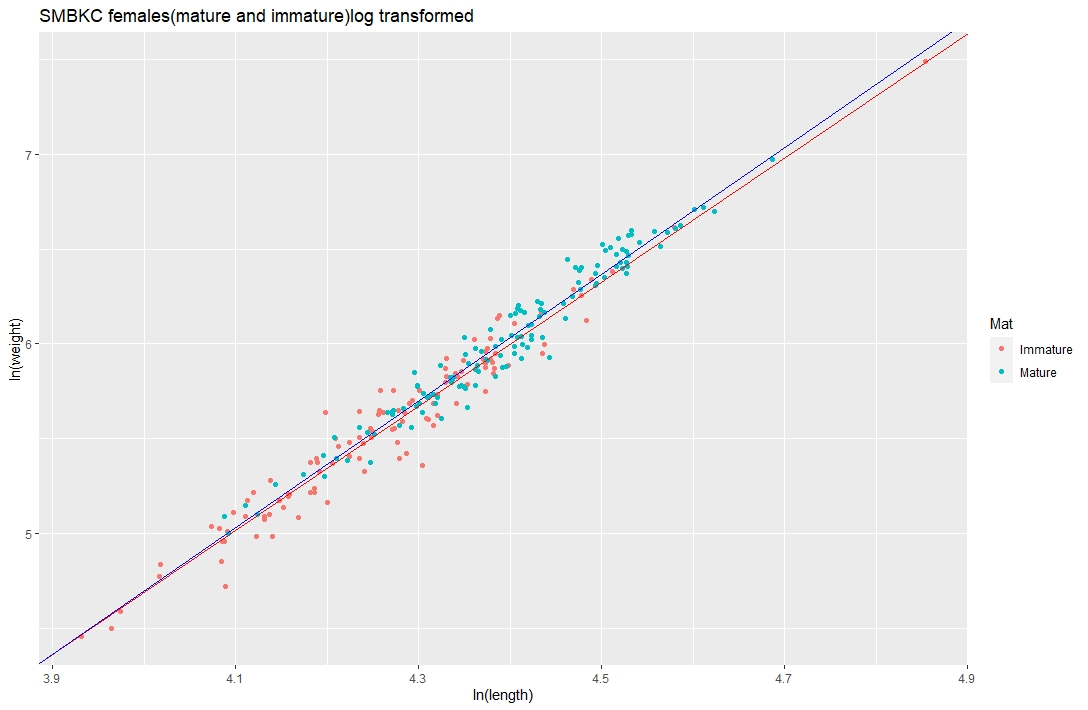 SMBKC females(mature and immature)log transformed
ln(weight)
7
6
5
3.9
4.1
4.3
4.5
4.7
4.9
ln(length)
Mat
Immature
Mature